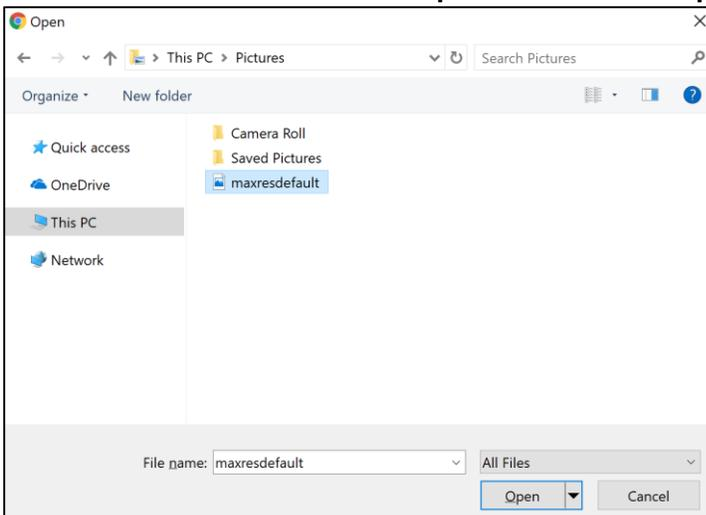 Open
This PC > Pictures
Search Pictures
Organize
New folder
Quick access
OneDrive
This PC
Network
Camera Roll
Saved Pictures
maxresdefault
File name: maxresdefault
All Files
Open
Cancel